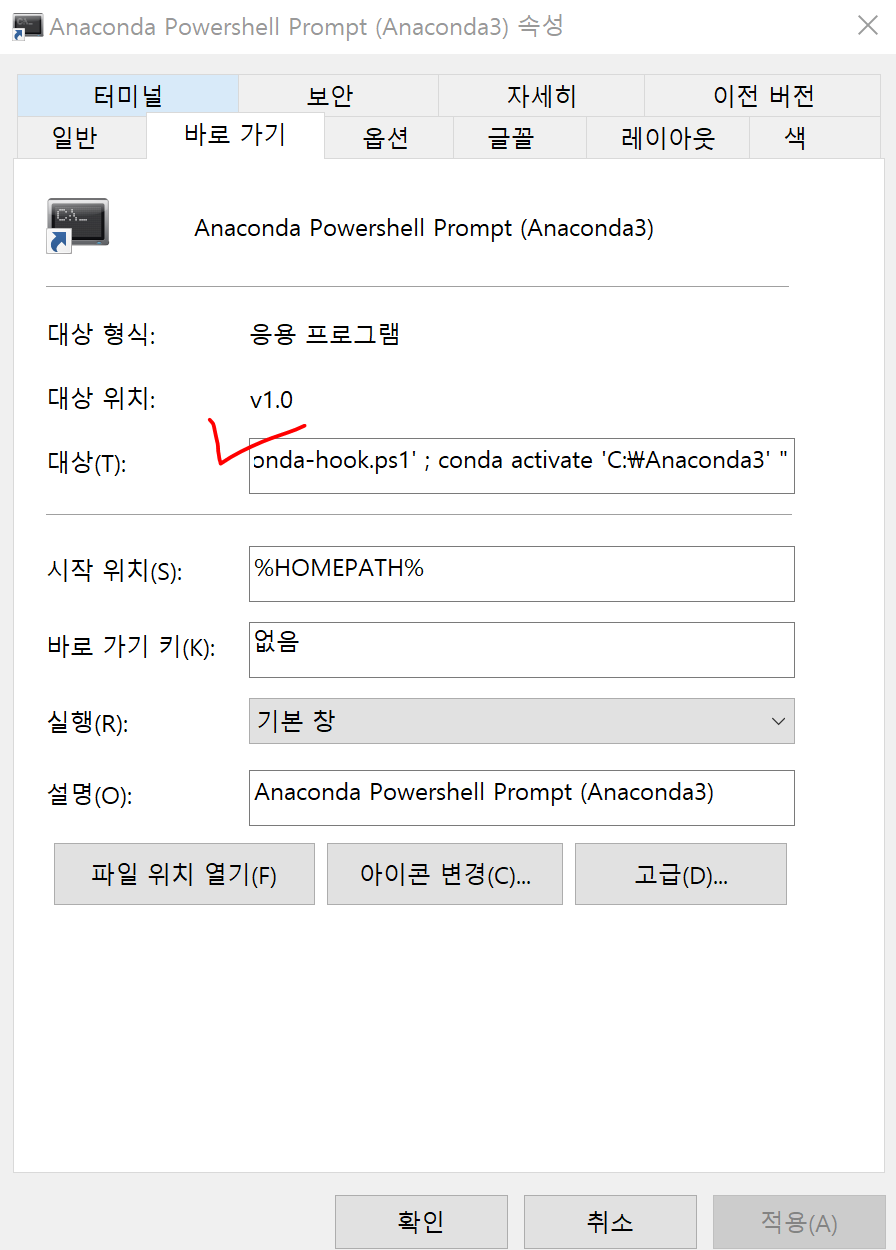 Anaconda Powershell Prompt (Anaconda3) 속성
터미널 보안 자세히 이전 버전
일반 바로 가기 옵션 글꼴 레이아웃 색
C:\_
Anaconda Powershell Prompt (Anaconda3)
대상 형식: 응용 프로그램
대상 위치: v1.0
대상(T): onda-hook.ps1' ; conda activate 'C:₩Anaconda3' "
시작 위치(S): %HOMEPATH%
바로 가기 키(K): 없음
실행(R): 기본 창
설명(O): Anaconda Powershell Prompt (Anaconda3)
파일 위치 열기(F) 아이콘 변경(C)... 고급(D)...
확인 취소 적용(A)